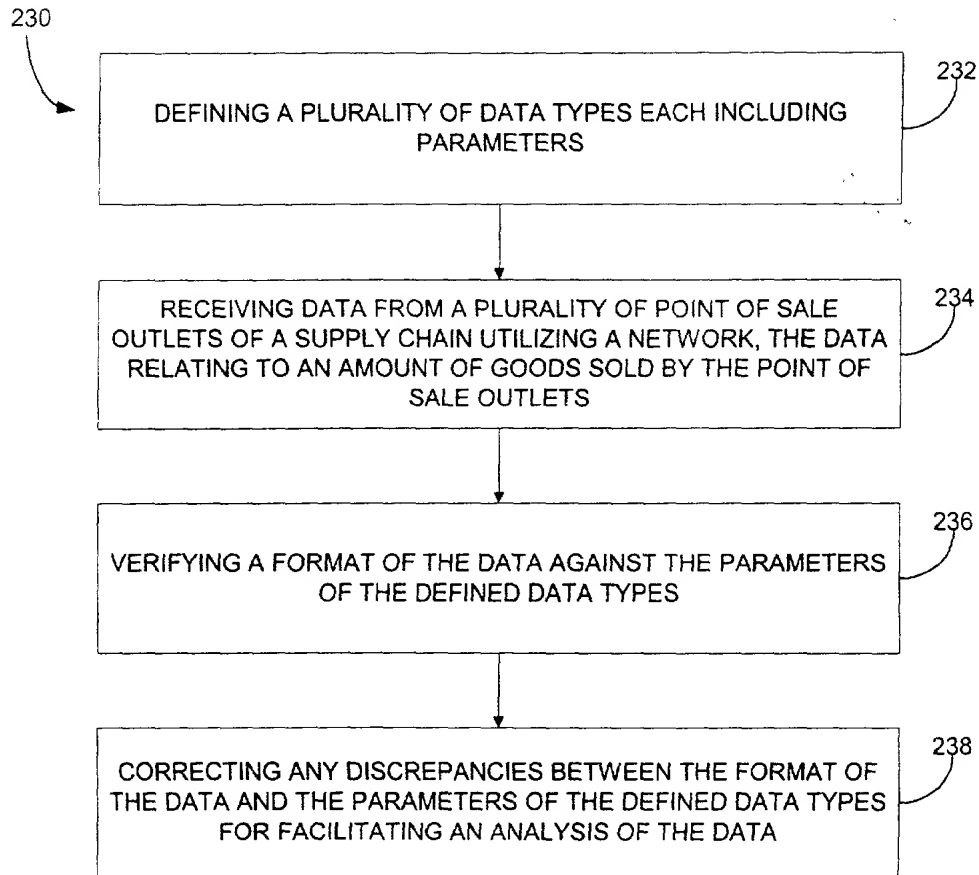 230
232
DEFINING A PLURALITY OF DATA TYPES EACH INCLUDING
PARAMETERS
234
RECEIVING DATA FROM A PLURALITY OF POINT OF SALE
OUTLETS OF A SUPPLY CHAIN UTILIZING A NETWORK, THE DATA
RELATING TO AN AMOUNT OF GOODS SOLD BY THE POINT OF
SALE OUTLETS
236
VERIFYING A FORMAT OF THE DATA AGAINST THE PARAMETERS
OF THE DEFINED DATA TYPES
238
CORRECTING ANY DISCREPANCIES BETWEEN THE FORMAT OF
THE DATA AND THE PARAMETERS OF THE DEFINED DATA TYPES
FOR FACILITATING AN ANALYSIS OF THE DATA